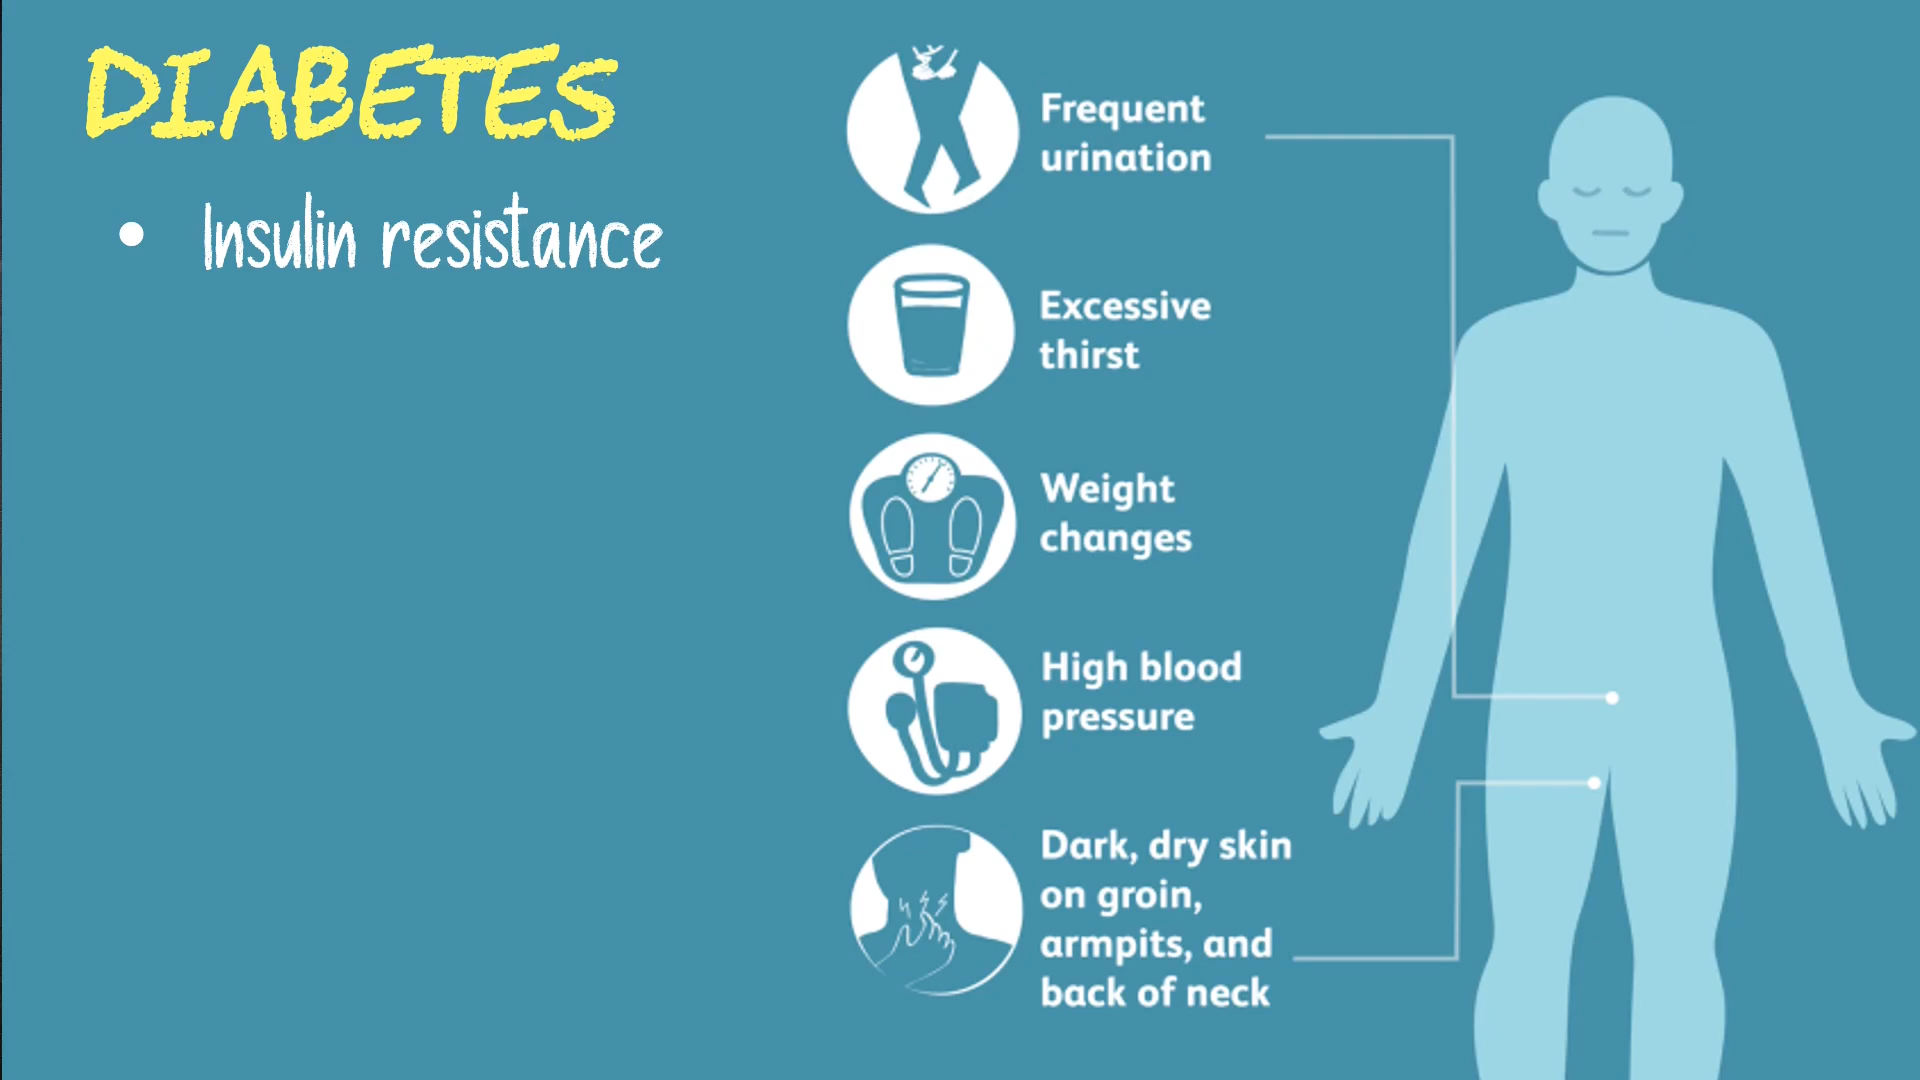 DIABETES
• Insulin resistance
Frequent
urination
Excessive
thirst
Weight
changes
High blood
pressure
Dark, dry skin
on groin,
armpits, and
back of neck